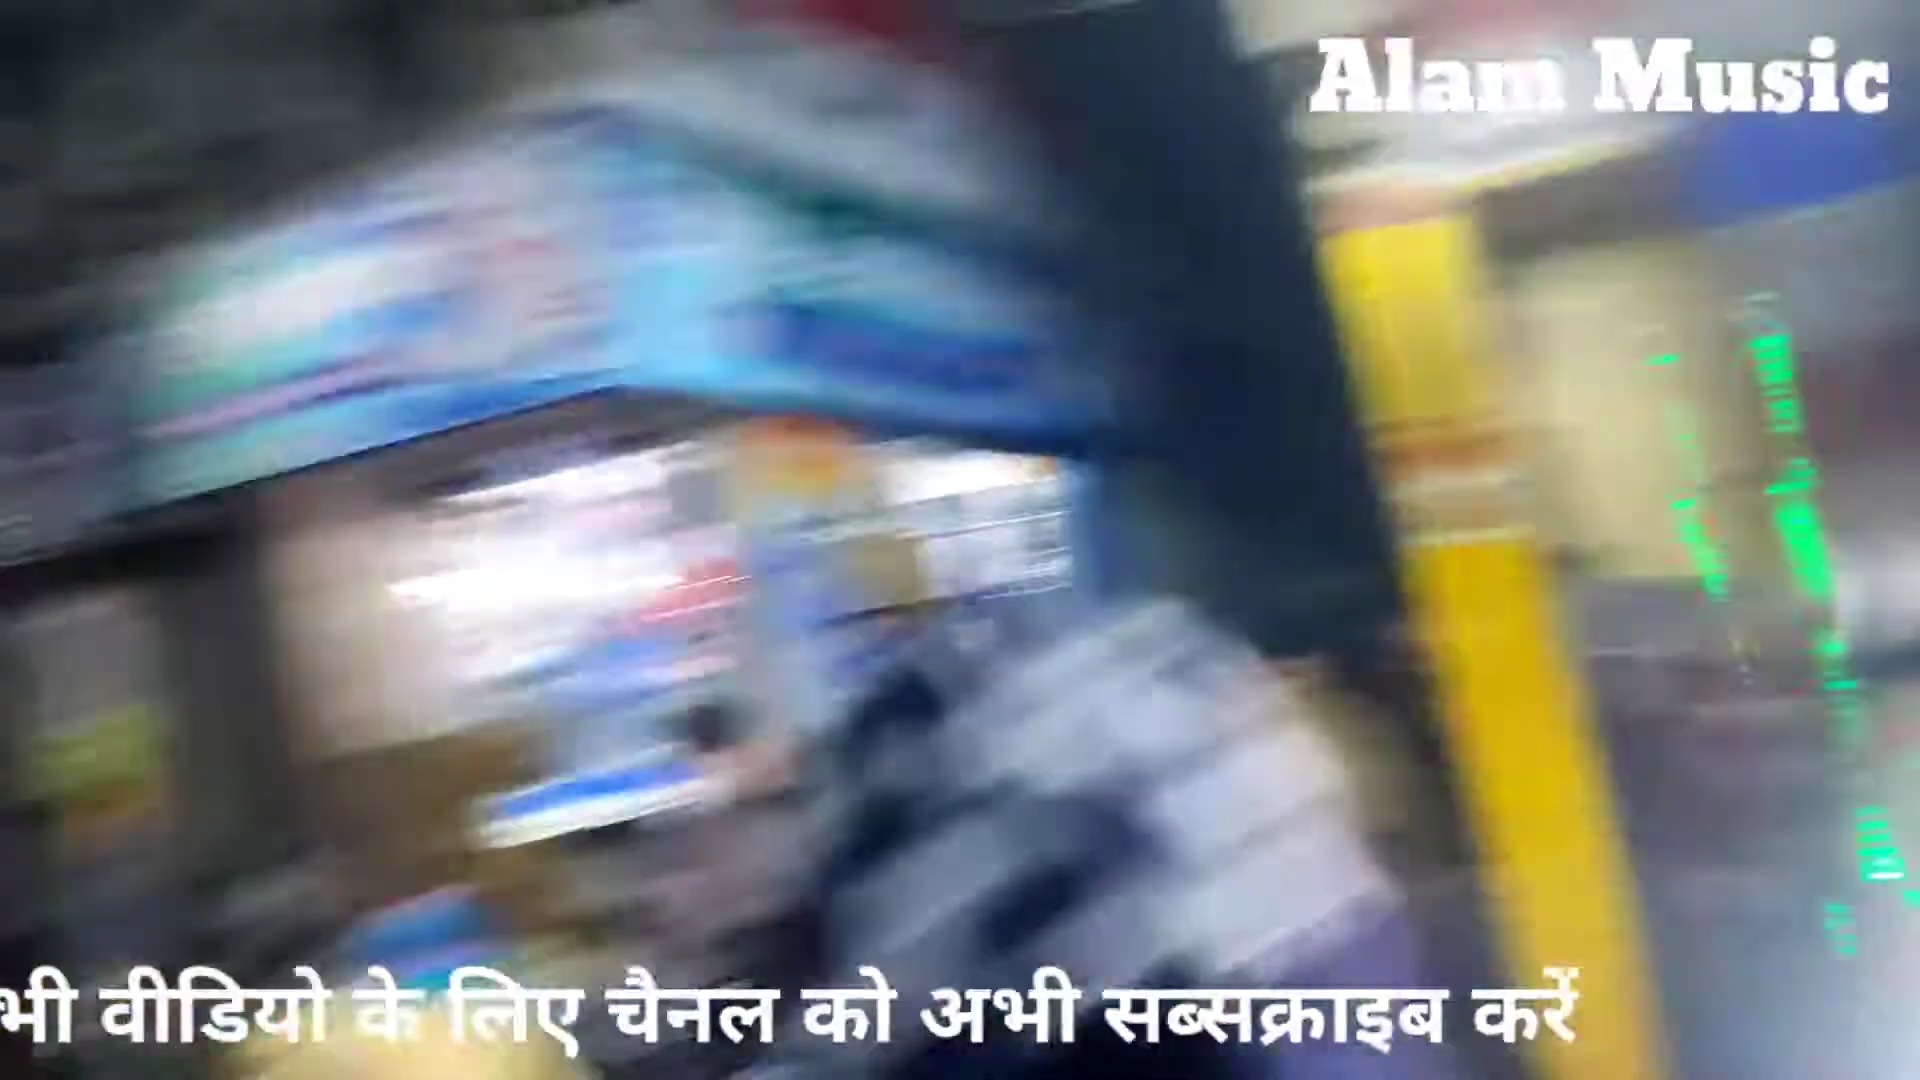 Alam Music
भी वीडियो के लिए चैनल को अभी सब्सक्राइब करें